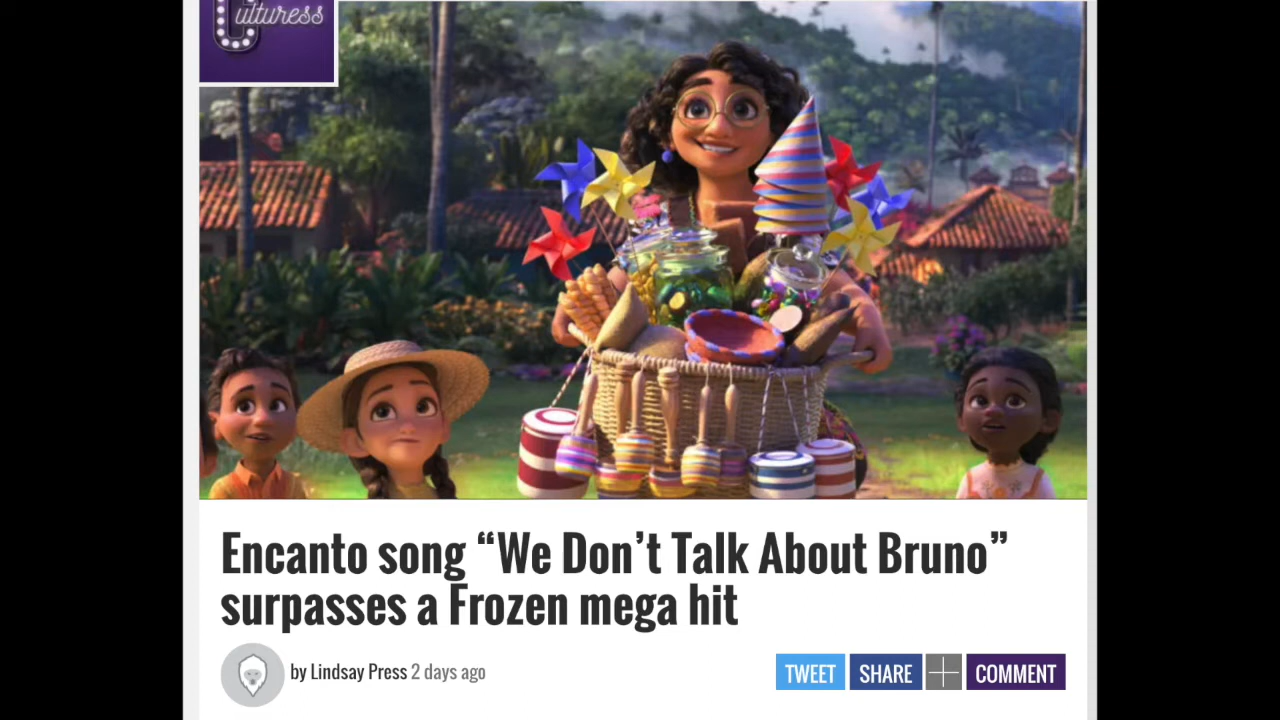 Culturess
Encanto song “We Don’t Talk About Bruno”
surpasses a Frozen mega hit
by Lindsay Press 2 days ago
TWEET SHARE COMMENT